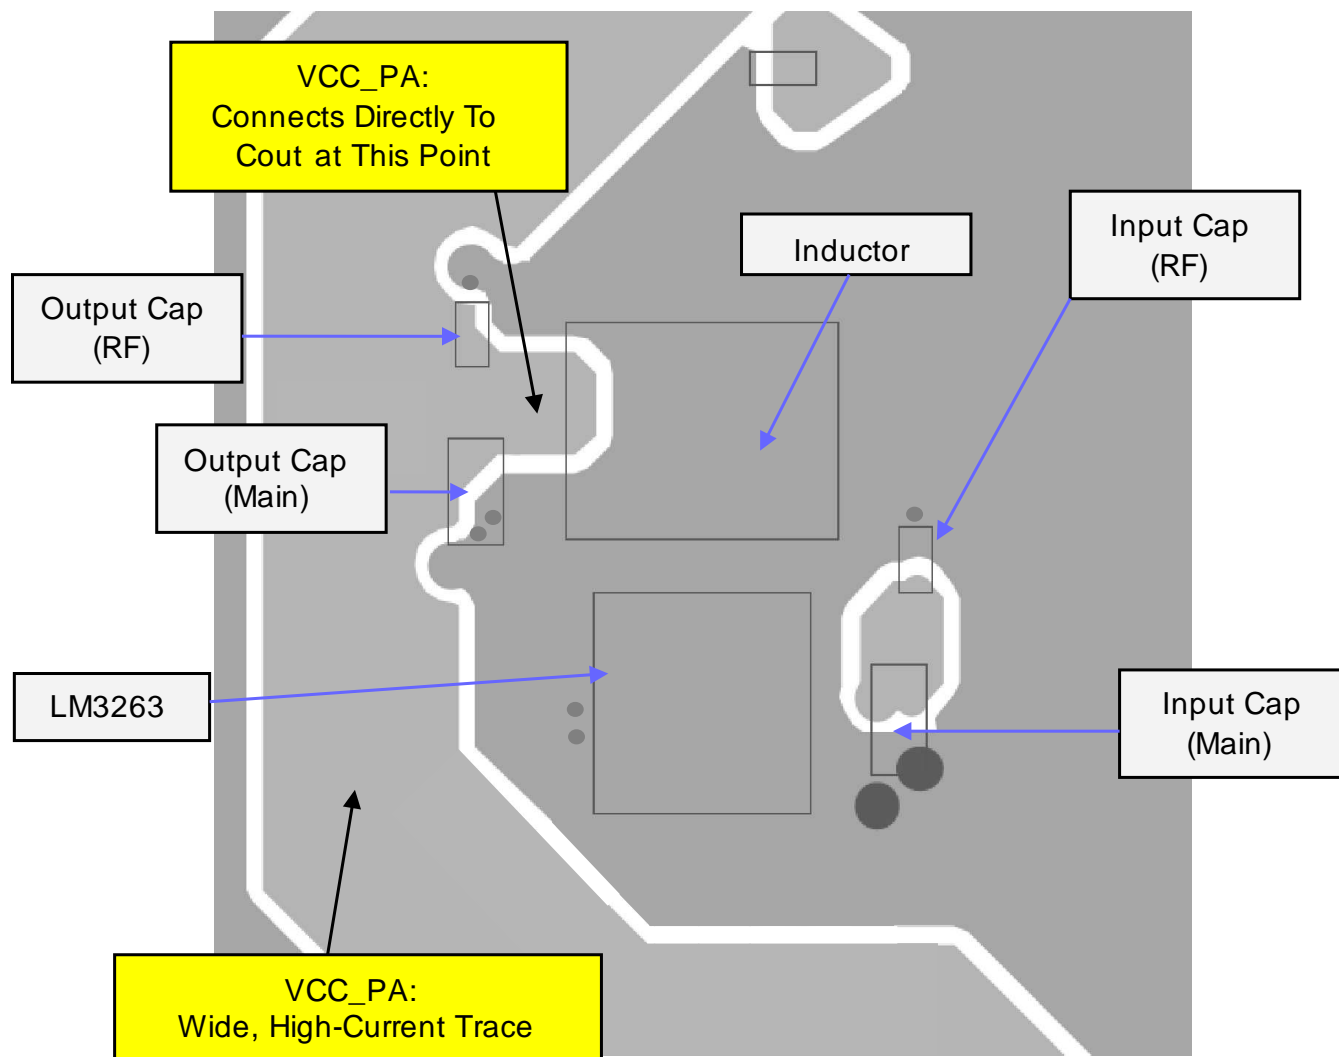 VCC_PA:
Connects Directly To
Cout at This Point
Input Cap
(RF)
Inductor
Output Cap
(RF)
Output Cap
(Main)
LM3263
Input Cap
(Main)
VCC_PA:
Wide, High-Current Trace